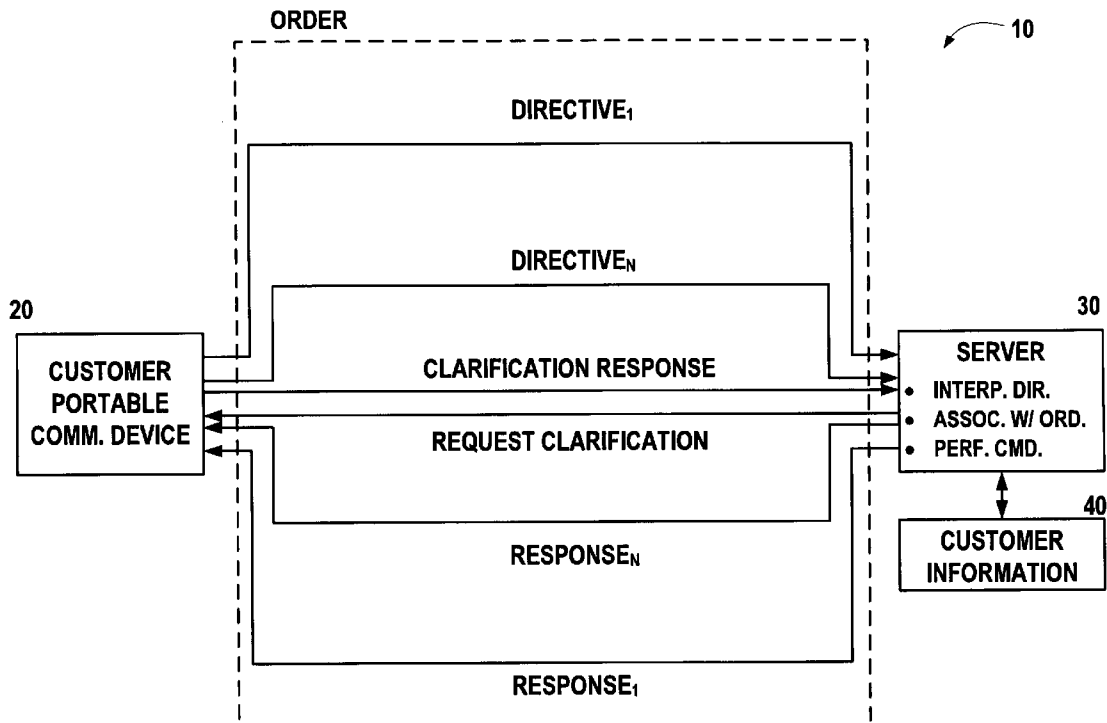 ORDER
10
DIRECTIVE₁
DIRECTIVEₙ
20
30
CUSTOMER
PORTABLE
COMM. DEVICE
CLARIFICATION RESPONSE
REQUEST CLARIFICATION
SERVER
• INTERP. DIR.
• ASSOC. W/ ORD.
• PERF. CMD.
40
CUSTOMER
INFORMATION
RESPONSEₙ
RESPONSE₁